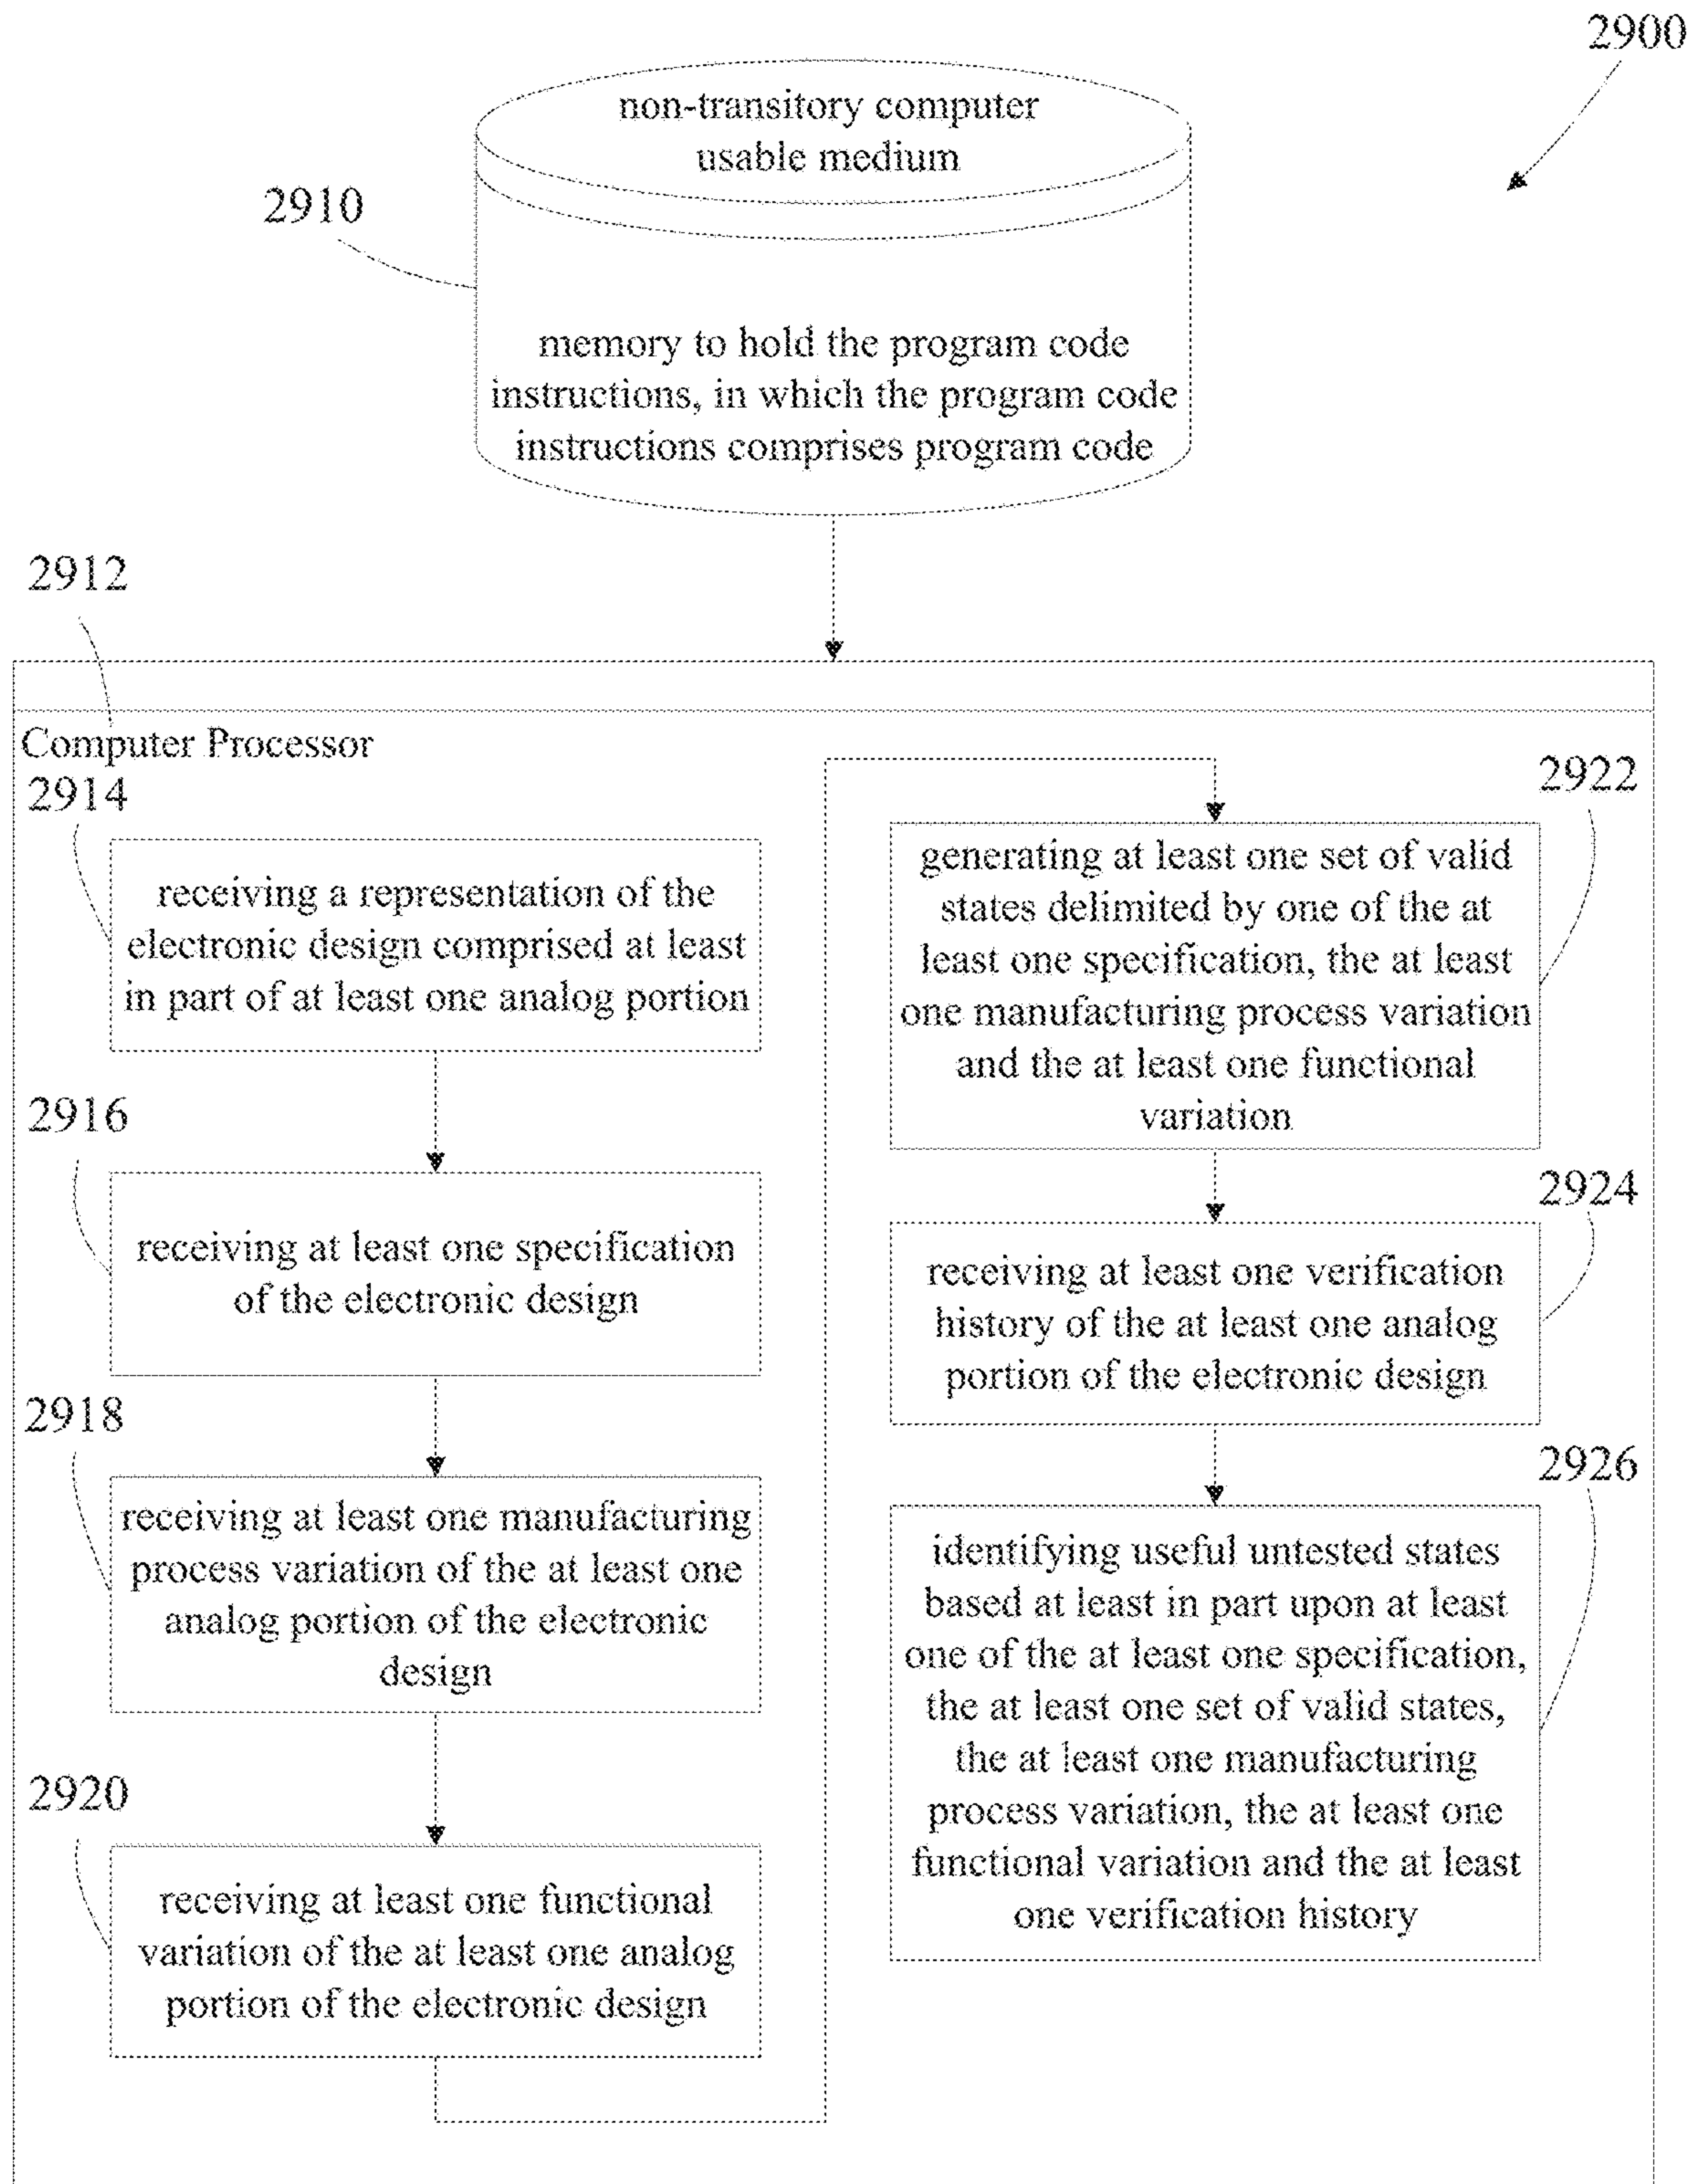 2900
non-transitory computer
usable medium
2910
memory to hold the program code
instructions, in which the program code
instructions comprises program code
2912
Computer Processor
2914
receiving a representation of the
electronic design comprised at least
in part of at least one analog portion
2916
receiving at least one specification
of the electronic design
2918
receiving at least one manufacturing
process variation of the at least one
analog portion of the electronic
design
2920
receiving at least one functional
variation of the at least one analog
portion of the electronic design
2922
generating at least one set of valid
states delimited by one of the at
least one specification, the at least
one manufacturing process variation
and the at least one functional
variation
2924
receiving at least one verification
history of the at least one analog
portion of the electronic design
2926
identifying useful untested states
based at least in part upon at least
one of the at least one specification,
the at least one set of valid states,
the at least one manufacturing
process variation, the at least one
functional variation and the at least
one verification history